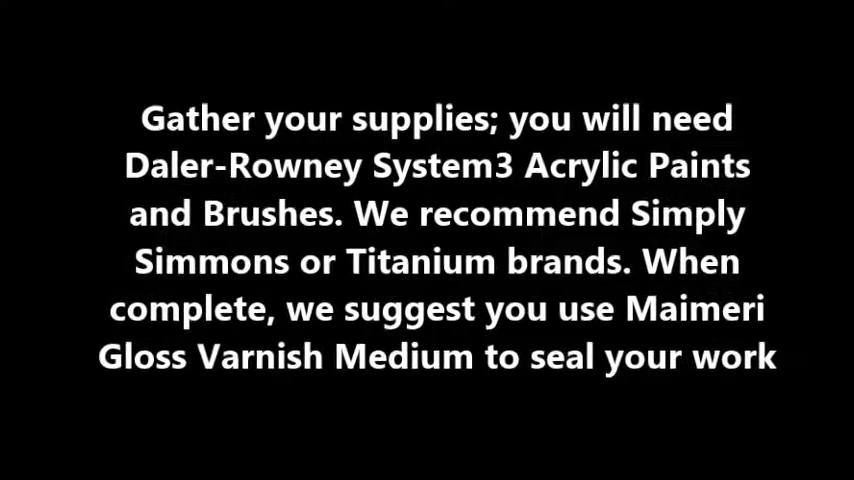 Gather your supplies; you will need
Daler-Rowney System3 Acrylic Paints
and Brushes. We recommend Simply
Simmons or Titanium brands. When
complete, we suggest you use Maimeri
Gloss Varnish Medium to seal your work